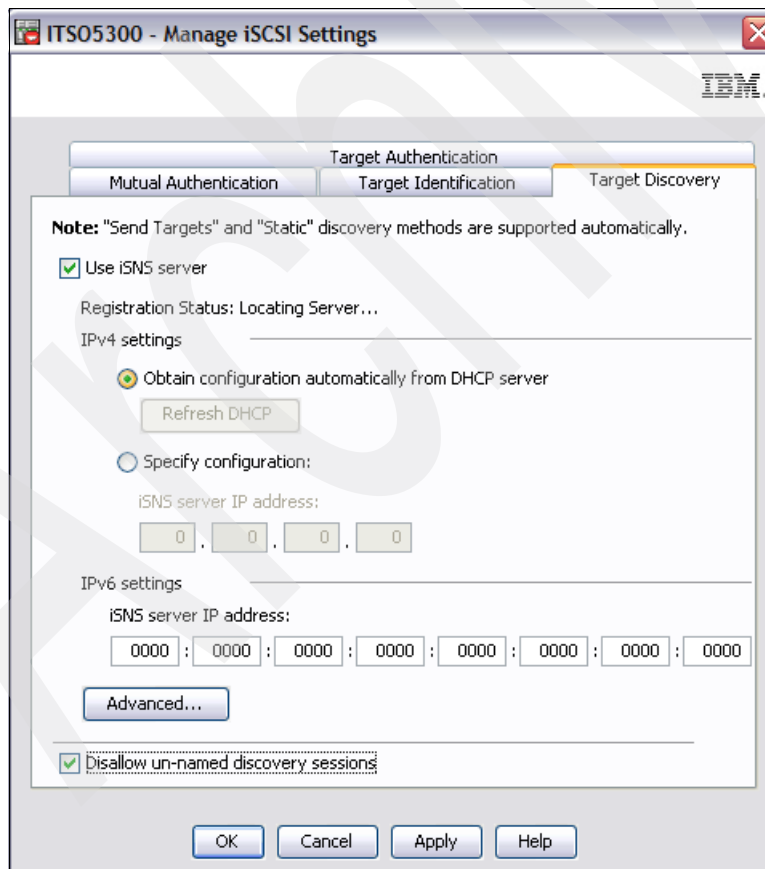 ITSO5300 - Manage iSCSI Settings
IBM.
Target Authentication
Mutual Authentication Target Identification Target Discovery
Note: "Send Targets" and "Static" discovery methods are supported automatically.
Use iSNS server
Registration Status: Locating Server...
IPv4 settings
Obtain configuration automatically from DHCP server
Refresh DHCP
Specify configuration:
iSNS server IP address:
0 . 0 . 0 . 0
IPv6 settings
iSNS server IP address:
0000 : 0000 : 0000 : 0000 : 0000 : 0000 : 0000 : 0000
Advanced...
Disallow un-named discovery sessions
OK Cancel Apply Help